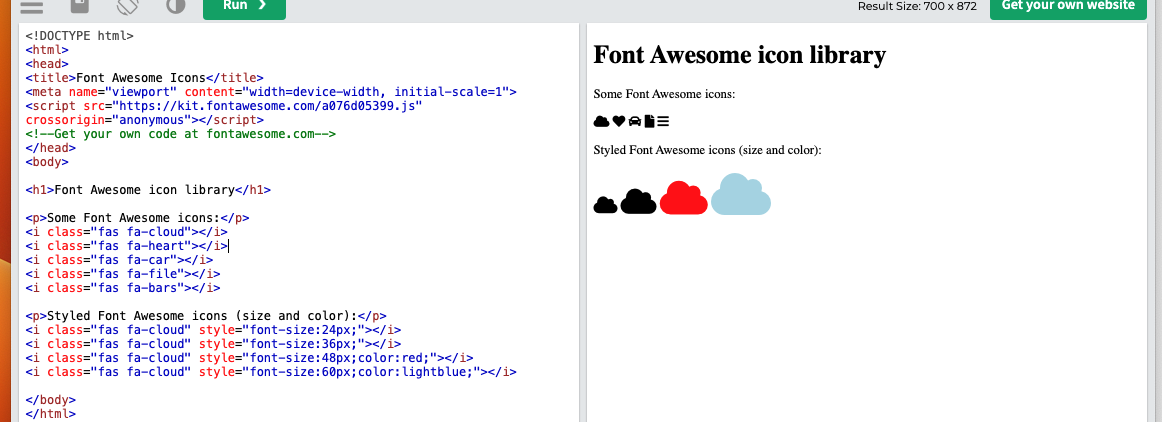 Run ❯
Result Size: 700 x 872
Get your own website
<!DOCTYPE html>
<html>
<head>
<title>Font Awesome Icons</title>
<meta name="viewport" content="width=device-width, initial-scale=1">
<script src="https://kit.fontawesome.com/a076d05399.js"
crossorigin="anonymous"></script>
<!--Get your own code at fontawesome.com-->
</head>
<body>
<h1>Font Awesome icon library</h1>
<p>Some Font Awesome icons:</p>
<i class="fas fa-cloud"></i>
<i class="fas fa-heart"></i>
<i class="fas fa-car"></i>
<i class="fas fa-file"></i>
<i class="fas fa-bars"></i>
<p>Styled Font Awesome icons (size and color):</p>
<i class="fas fa-cloud" style="font-size:24px;"></i>
<i class="fas fa-cloud" style="font-size:36px;"></i>
<i class="fas fa-cloud" style="font-size:48px;color:red;"></i>
<i class="fas fa-cloud" style="font-size:60px;color:lightblue;"></i>
</body>
</html>
Font Awesome icon library
Some Font Awesome icons:
Styled Font Awesome icons (size and color):